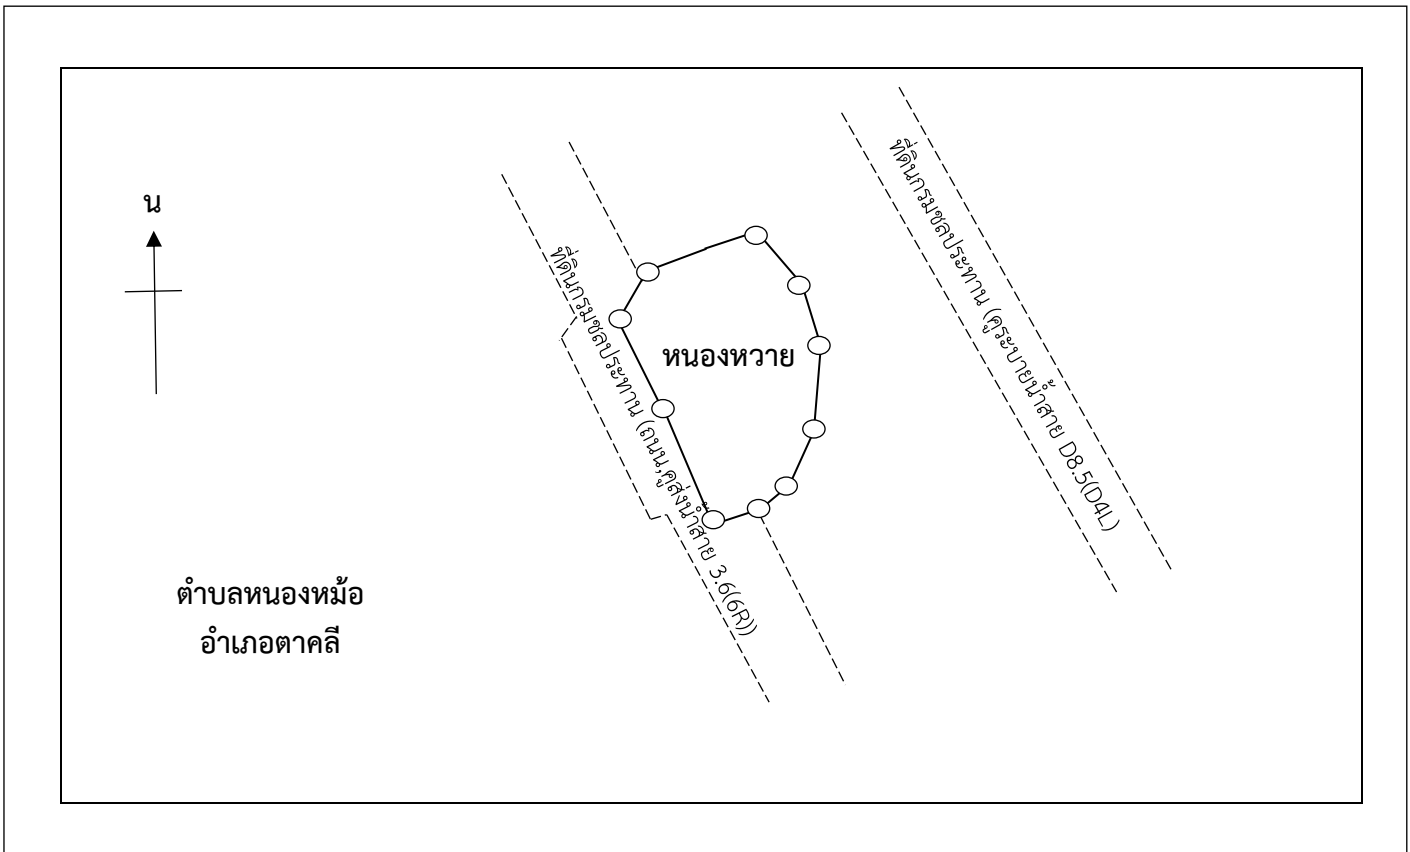 น
ที่ดินกรมชลประทาน (คูระบายน้ำสาย D8.5(D4L)
ที่ดินกรมชลประทาน (ถนน,คูส่งน้ำสาย 3.6(6R))
หนองหวาย
ตำบลหนองหม้อ
อำเภอตาคลี